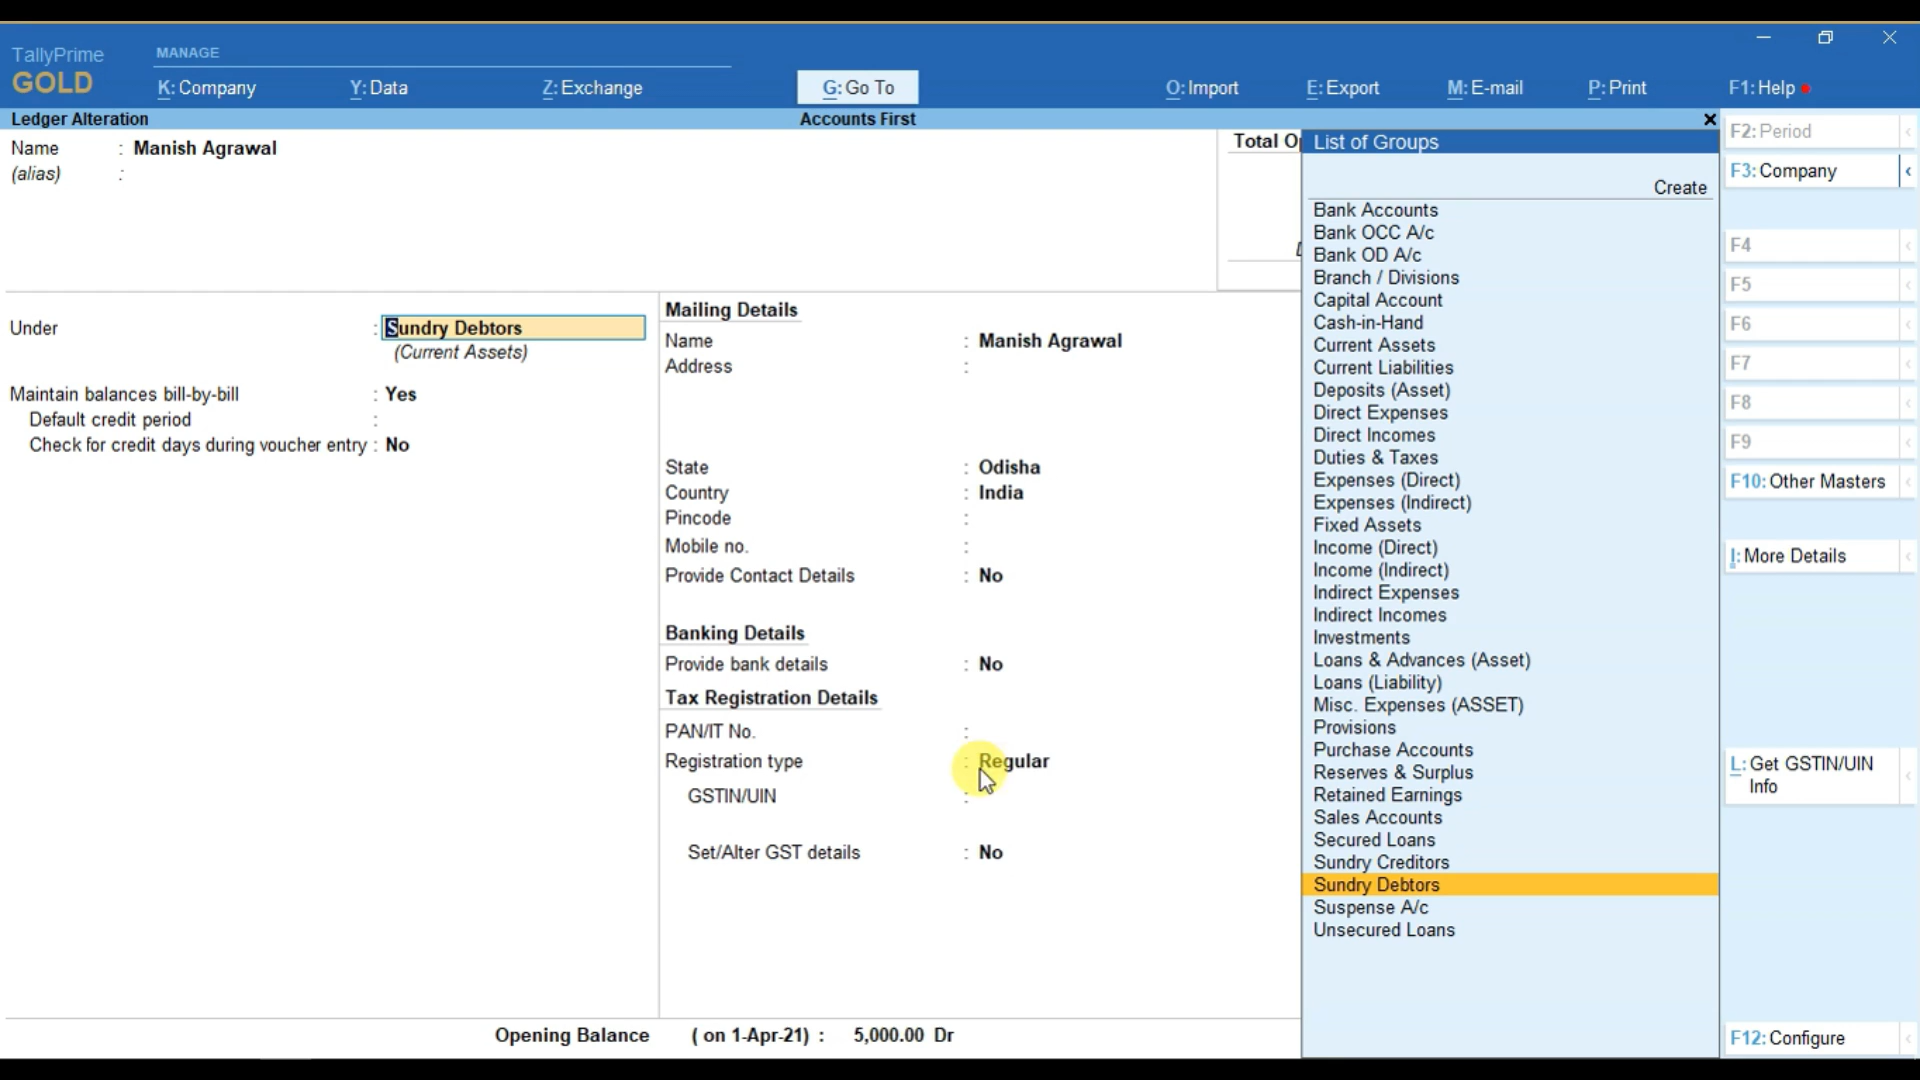 TallyPrime
GOLD
MANAGE
K: Company
Y: Data
Z: Exchange
G: Go To
O: Import
E: Export
M: E-mail
P: Print
F1: Help
Ledger Alteration
Accounts First
Name : Manish Agrawal
(alias) :
Total O
Under : Sundry Debtors
(Current Assets)
Maintain balances bill-by-bill : Yes
Default credit period :
Check for credit days during voucher entry : No
Mailing Details
Name : Manish Agrawal
Address :
State : Odisha
Country : India
Pincode :
Mobile no. :
Provide Contact Details : No
Banking Details
Provide bank details : No
Tax Registration Details
PAN/IT No. :
Registration type : Regular
GSTIN/UIN :
Set/Alter GST details : No
Opening Balance ( on 1-Apr-21) : 5,000.00 Dr
List of Groups
Create
Bank Accounts
Bank OCC A/c
Bank OD A/c
Branch / Divisions
Capital Account
Cash-in-Hand
Current Assets
Current Liabilities
Deposits (Asset)
Direct Expenses
Direct Incomes
Duties & Taxes
Expenses (Direct)
Expenses (Indirect)
Fixed Assets
Income (Direct)
Income (Indirect)
Indirect Expenses
Indirect Incomes
Investments
Loans & Advances (Asset)
Loans (Liability)
Misc. Expenses (ASSET)
Provisions
Purchase Accounts
Reserves & Surplus
Retained Earnings
Sales Accounts
Secured Loans
Sundry Creditors
Sundry Debtors
Suspense A/c
Unsecured Loans
F2: Period
F3: Company
F4
F5
F6
F7
F8
F9
F10: Other Masters
I: More Details
L: Get GSTIN/UIN
Info
F12: Configure